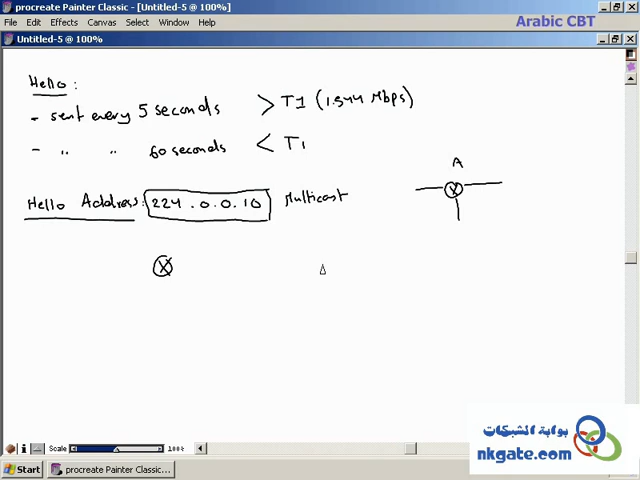 procreate Painter Classic - [Untitled-5 @ 100%]
Arabic CBT
File Edit Effects Canvas Select Shape Window Help
Untitled-5 @ 100%
Hello :
- sent every 5 seconds > T1 (1.544 Mbps)
- " " 60 seconds < T1
A
Hello Address: 224.0.0.10 Multicast
Scale 100%
بوابة الشبكات
nkgate.com
Start procreate Painter Classic...